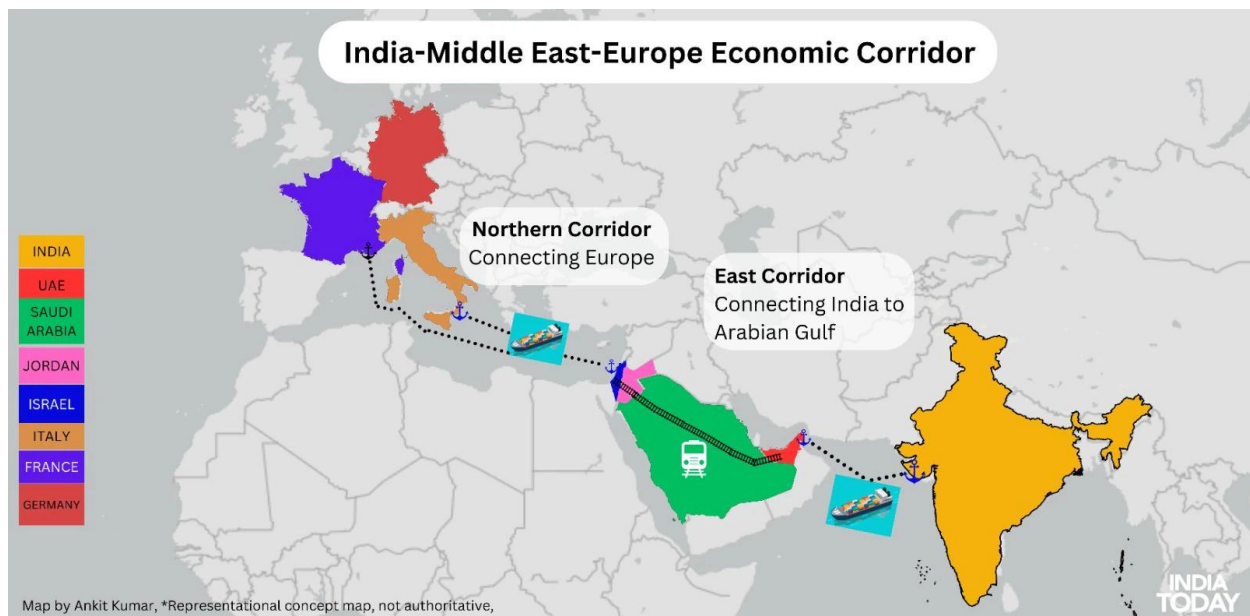 India-Middle East-Europe Economic Corridor
Northern Corridor
Connecting Europe
East Corridor
Connecting India to
Arabian Gulf
INDIA
UAE
SAUDI
ARABIA
JORDAN
ISRAEL
ITALY
FRANCE
GERMANY
Map by Ankit Kumar, *Representational concept map, not authoritative,
INDIA
TODAY